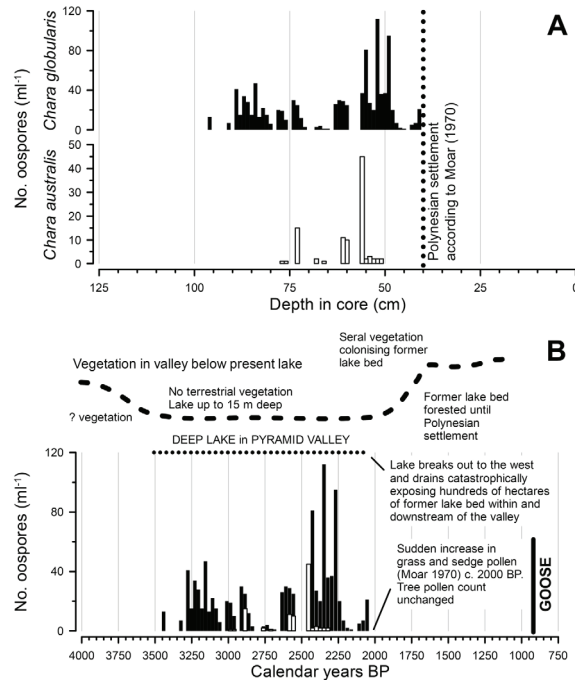 A
No. oospores (ml-1)
Chara globularis
120
80
40
0
Chara australis
50
40
30
20
10
0
Polynesian settlement
according to Moar (1970)
125
75
50
25
0
Depth in core (cm)
B
Seral vegetation
colonising former
lake bed
Vegetation in valley below present lake
? vegetation
No terrestrial vegetation
Lake up to 15 m deep
Former lake bed
forested until
Polynesian
settlement
DEEP LAKE in PYRAMID VALLEY
Lake breaks out to the west
and drains catastrophically
exposing hundreds of hectares
of former lake bed within and
downstream of the valley
Sudden increase in
grass and sedge pollen
(Moar 1970) c. 2000 BP.
Tree pollen count
unchanged
GOOSE
No. oospores (ml-1)
120
80
40
0
4000 3750 3500 3250 3000 2750 2500 2250 2000 1750 1500 1250 1000 750
Calendar years BP